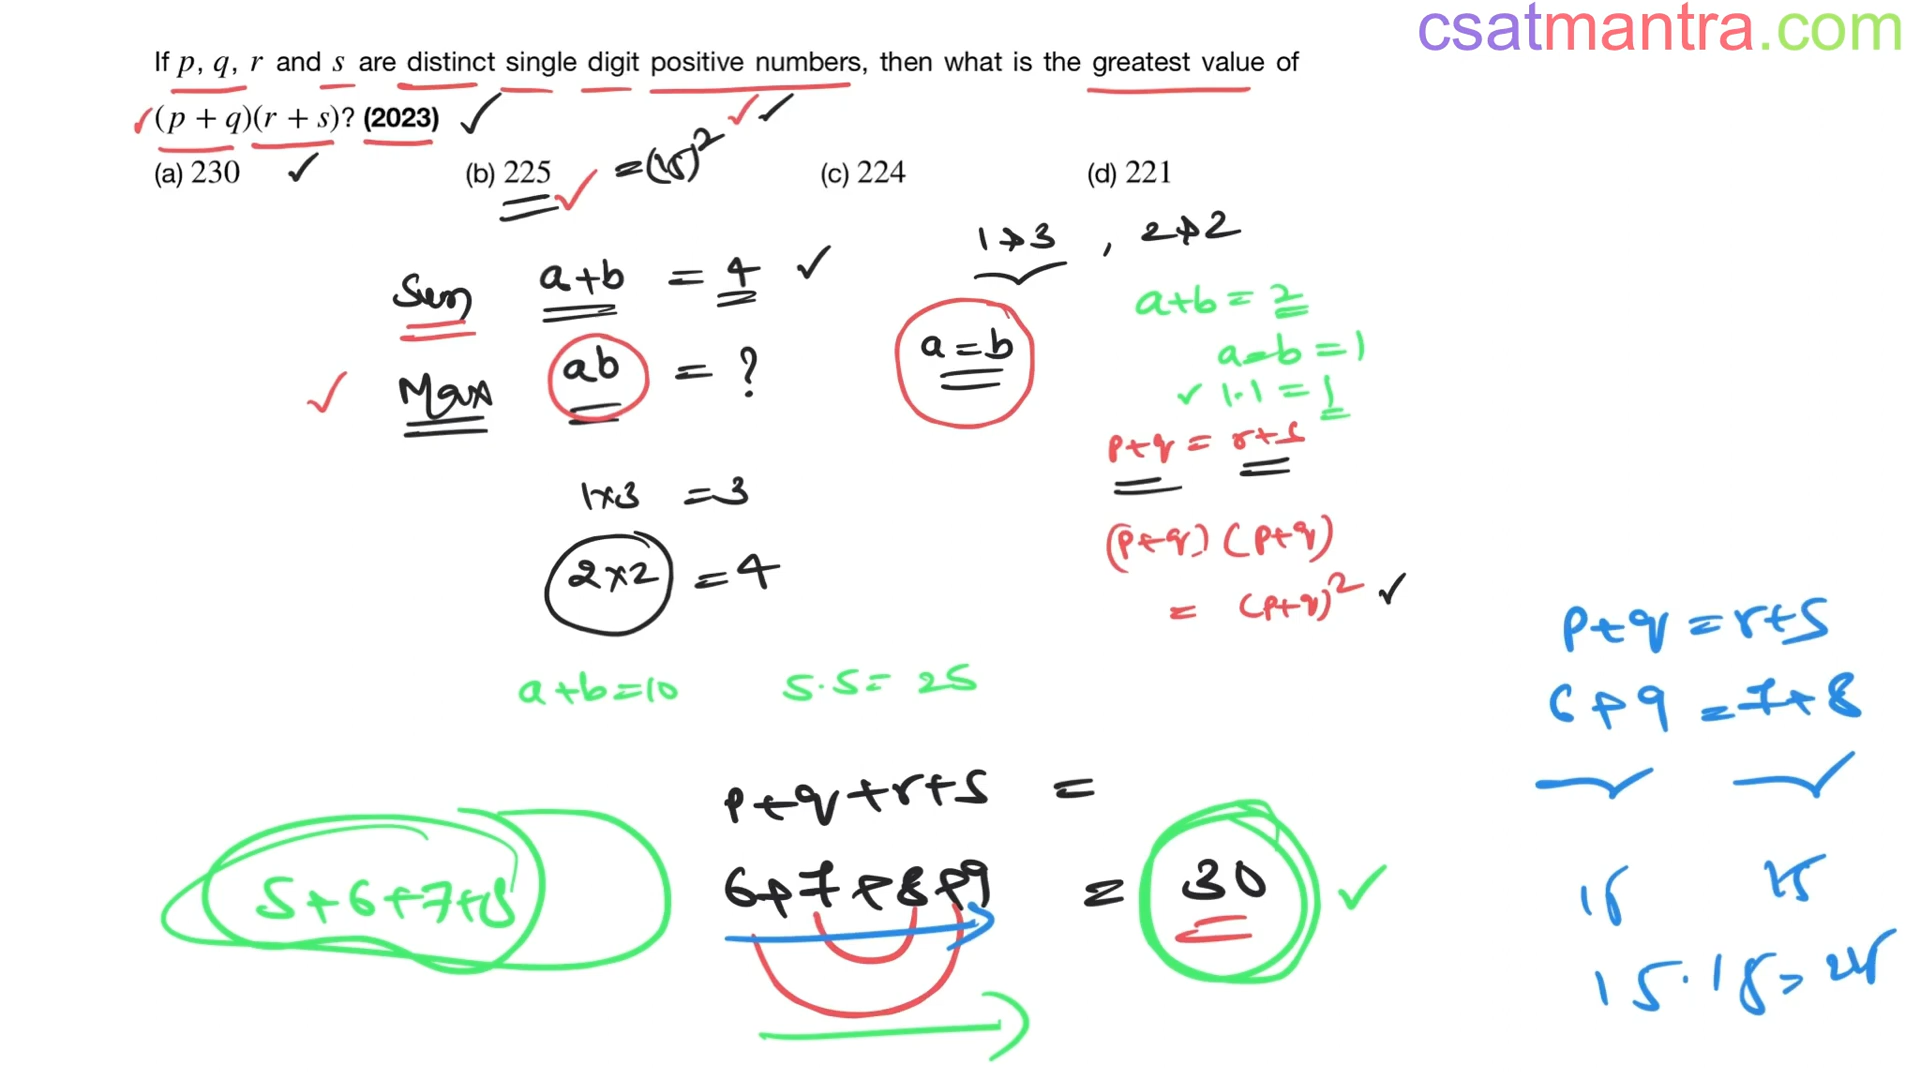 csatmantra.com
If p, q, r and s are distinct single digit positive numbers, then what is the greatest value of
(p + q)(r + s)? (2023)
(a) 230 (b) 225 = (15)² (c) 224 (d) 221
1+3 , 2+2
Sum a+b = 4
a+b = 2
Max ab = ?
a=b
a=b=1
1.1 = 1
p+q = r+s
1×3 =3
(p+q) (p+q)
2×2 =4
= (p+q)²
p+q = r+s
a+b=10 5.5= 25
6+9 =7+8
p+q+r+s =
5+6+7+8
6+7+8+9 = 30
15 15
15.15=